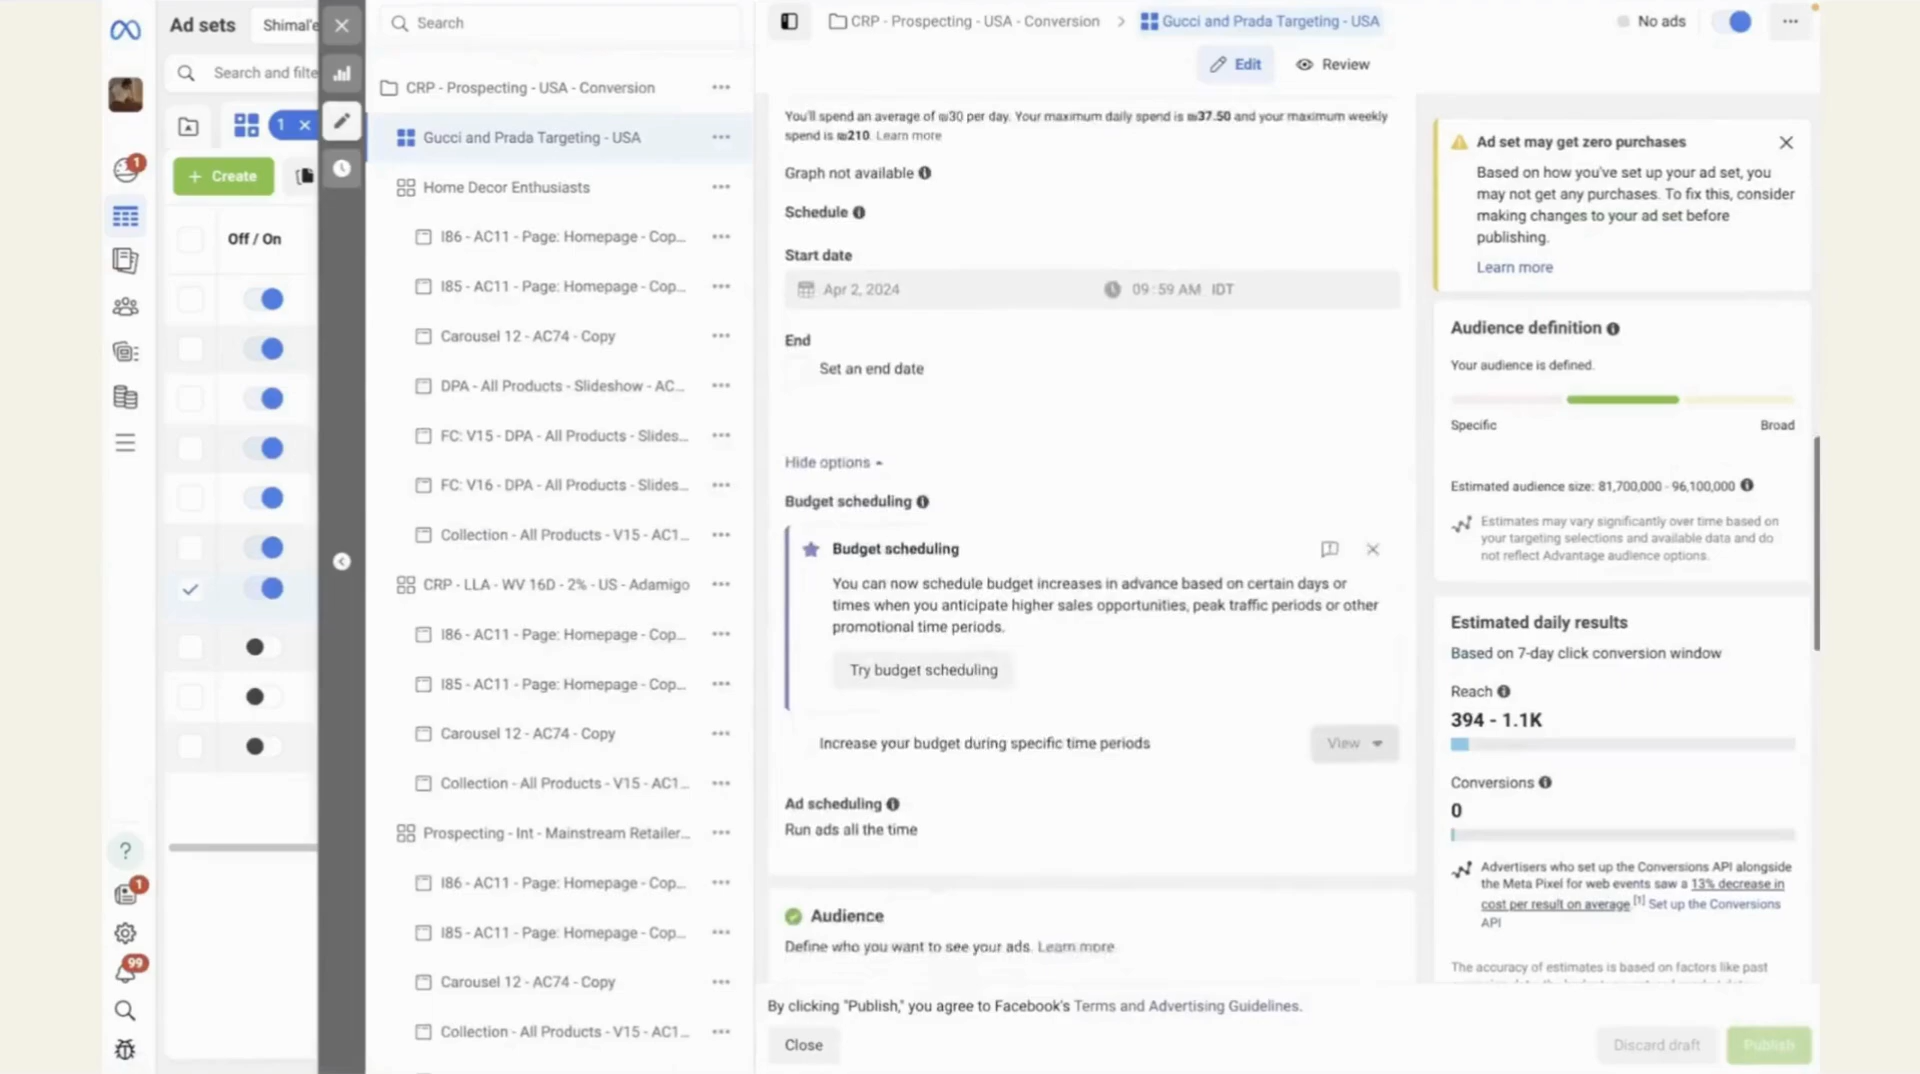 Ad sets
Shimal's
Search and filte
1
Create
Off / On
1
?
1
99
Search
CRP - Prospecting - USA - Conversion
Gucci and Prada Targeting - USA
Home Decor Enthusiasts
I86 - AC11 - Page: Homepage - Cop...
I85 - AC11 - Page: Homepage - Cop...
Carousel 12 - AC74 - Copy
DPA - All Products - Slideshow - AC...
FC: V15 - DPA - All Products - Slides...
FC: V16 - DPA - All Products - Slides...
Collection - All Products - V15 - AC1...
CRP - LLA - WV 16D - 2% - US - Adamigo
I86 - AC11 - Page: Homepage - Cop...
I85 - AC11 - Page: Homepage - Cop...
Carousel 12 - AC74 - Copy
Collection - All Products - V15 - AC1...
Prospecting - Int - Mainstream Retailer...
I86 - AC11 - Page: Homepage - Cop...
I85 - AC11 - Page: Homepage - Cop...
Carousel 12 - AC74 - Copy
Collection - All Products - V15 - AC1...
CRP - Prospecting - USA - Conversion > Gucci and Prada Targeting - USA
No ads
Edit
Review
You'll spend an average of ₪30 per day. Your maximum daily spend is ₪37.50 and your maximum weekly
spend is ₪210. Learn more
Graph not available
Schedule
Start date
Apr 2, 2024
09:59 AM IDT
End
Set an end date
Hide options
Budget scheduling
Budget scheduling
You can now schedule budget increases in advance based on certain days or
times when you anticipate higher sales opportunities, peak traffic periods or other
promotional time periods.
Try budget scheduling
Increase your budget during specific time periods
View
Ad scheduling
Run ads all the time
Audience
Define who you want to see your ads. Learn more
By clicking "Publish," you agree to Facebook's Terms and Advertising Guidelines.
Close
Discard draft
Publish
Ad set may get zero purchases
Based on how you've set up your ad set, you
may not get any purchases. To fix this, consider
making changes to your ad set before
publishing.
Learn more
Audience definition
Your audience is defined.
Specific
Broad
Estimated audience size: 81,700,000 - 96,100,000
Estimates may vary significantly over time based on
your targeting selections and available data and do
not reflect Advantage audience options.
Estimated daily results
Based on 7-day click conversion window
Reach
394 - 1.1K
Conversions
0
Advertisers who set up the Conversions API alongside
the Meta Pixel for web events saw a 13% decrease in
cost per result on average.[1] Set up the Conversions
API
The accuracy of estimates is based on factors like past